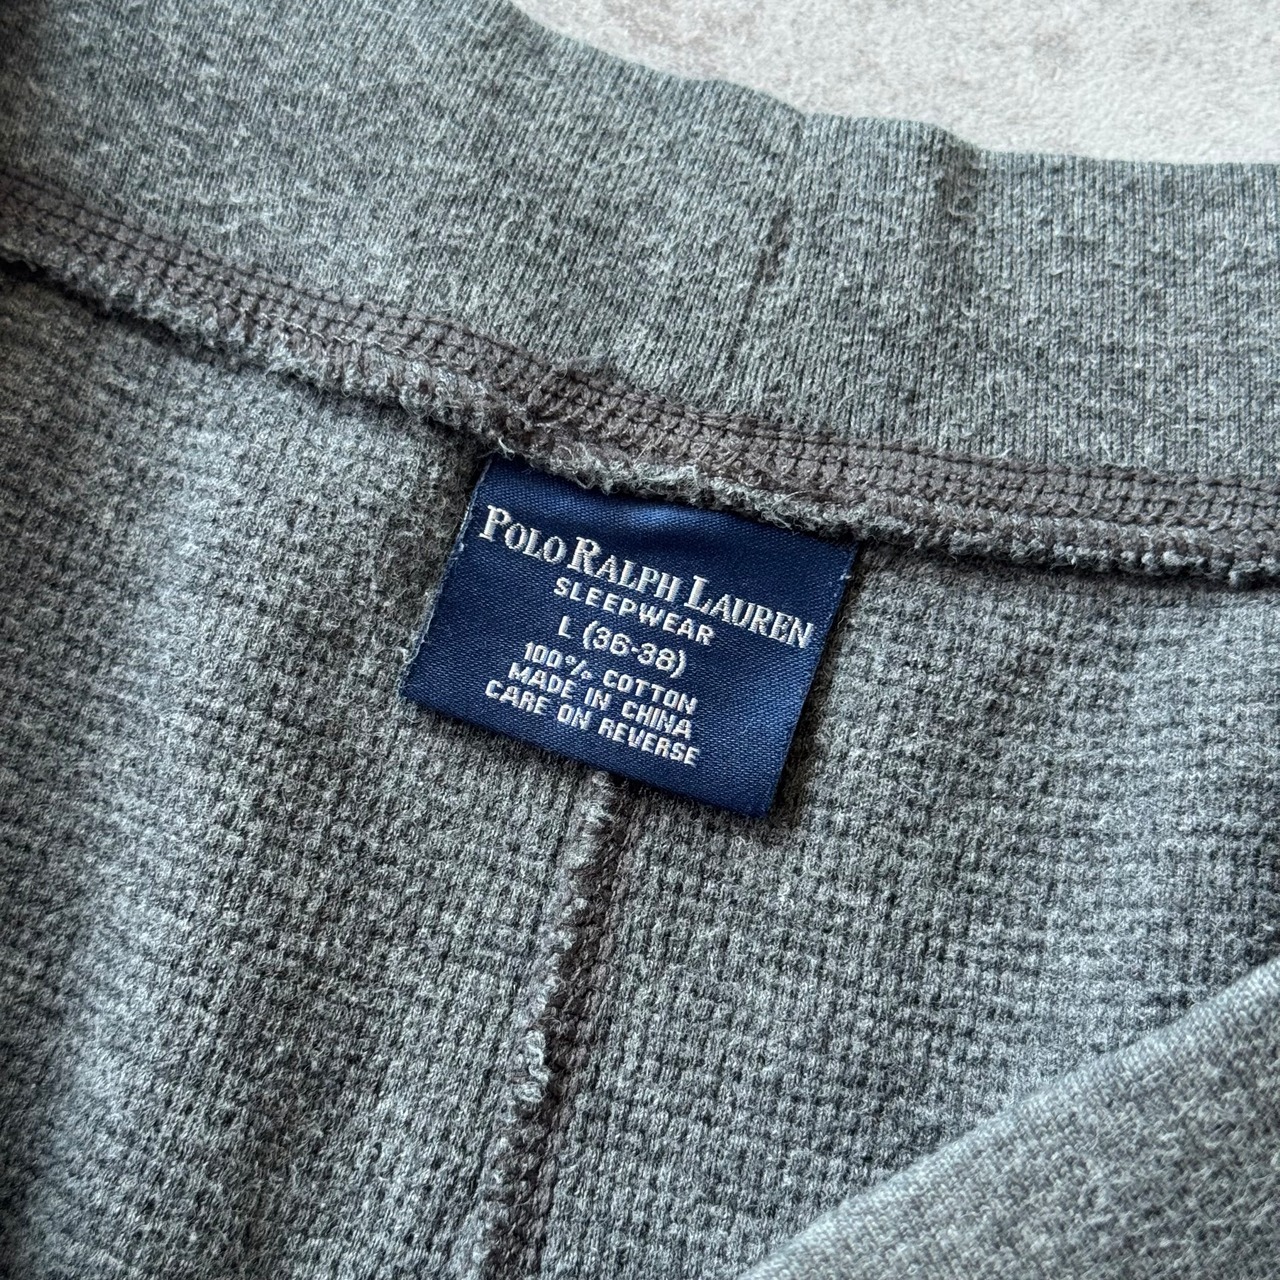 POLO RALPH LAUREN
SLEEPWEAR
L (36-38)
100% COTTON
MADE IN CHINA
CARE ON REVERSE